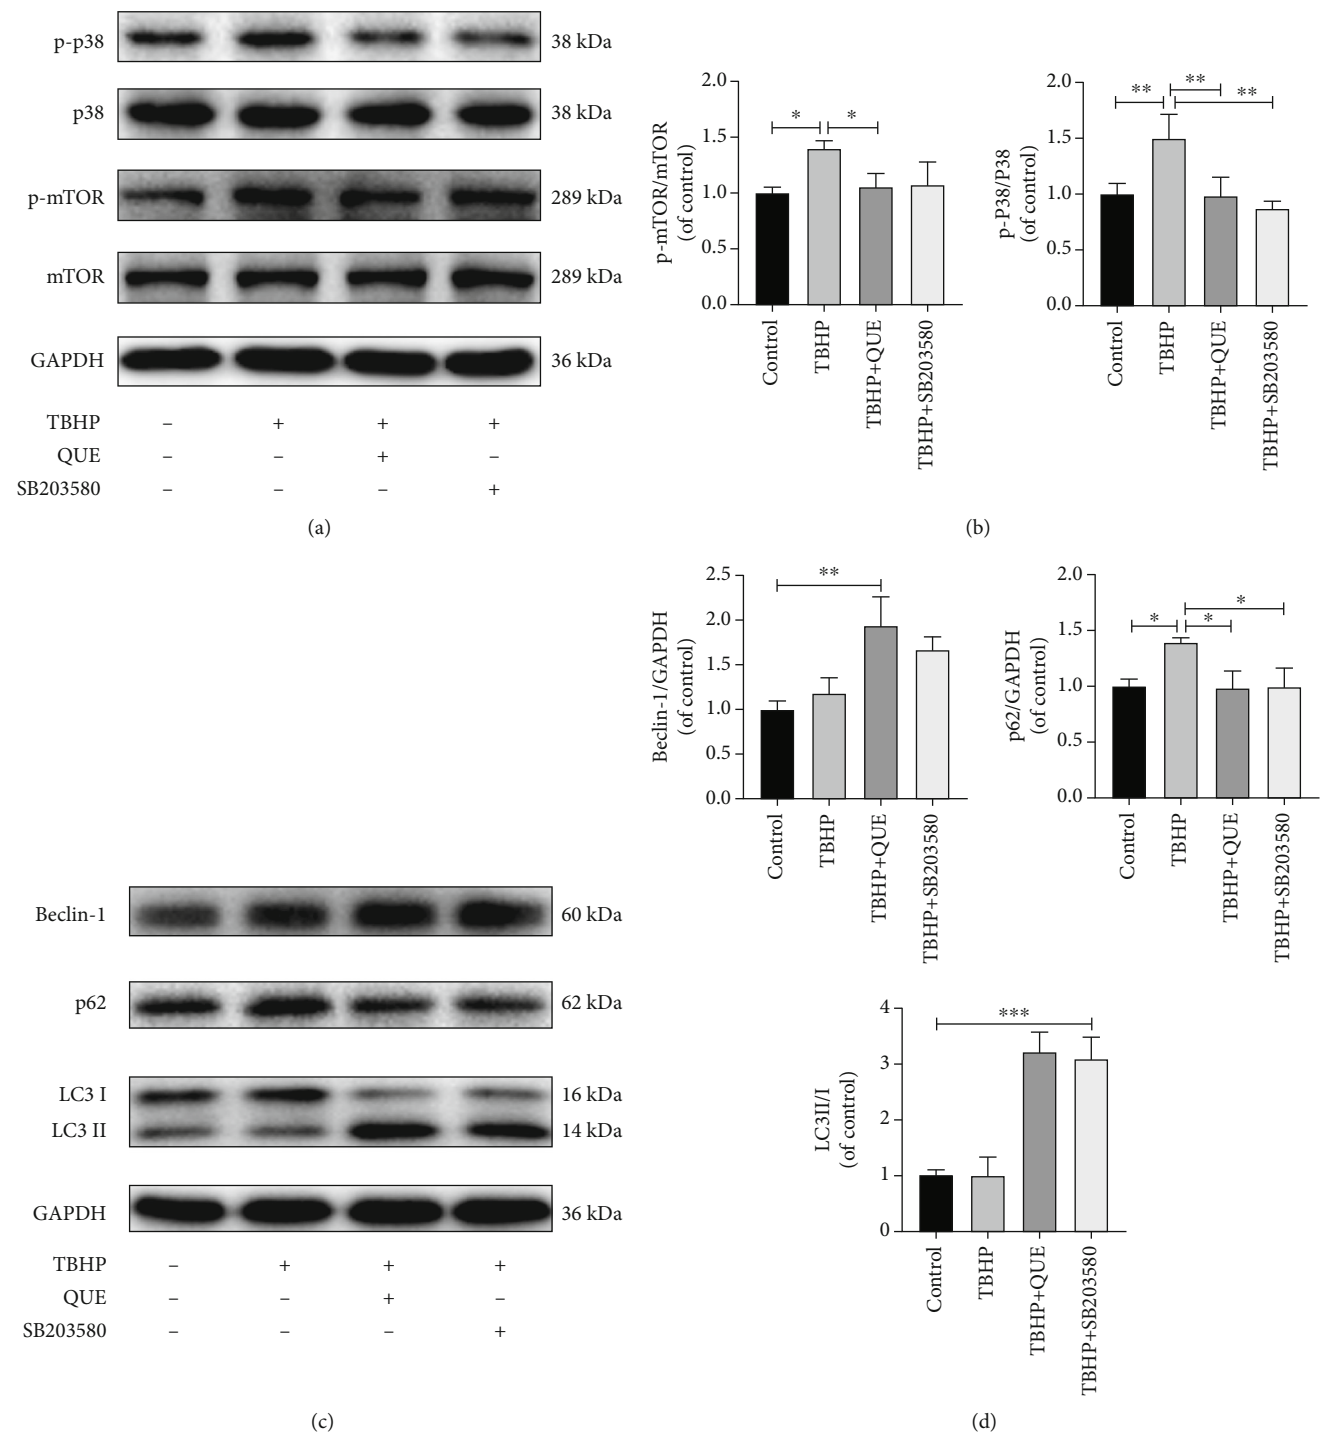 p-p38 38 kDa
p38 38 kDa
p-mTOR 289 kDa
mTOR 289 kDa
GAPDH 36 kDa
TBHP – + + +
QUE – – + –
SB203580 – – – +
(a)
p-mTOR/mTOR
(of control)
2.0
1.5
1.0
0.5
0.0
* *
Control
TBHP
TBHP+QUE
TBHP+SB203580
p-P38/P38
(of control)
2.0
1.5
1.0
0.5
0.0
** ** **
Control
TBHP
TBHP+QUE
TBHP+SB203580
(b)
Beclin-1 60 kDa
p62 62 kDa
LC3 I 16 kDa
LC3 II 14 kDa
GAPDH 36 kDa
TBHP – + + +
QUE – – + –
SB203580 – – – +
(c)
Beclin-1/GAPDH
(of control)
2.5
2.0
1.5
1.0
0.5
0.0
**
Control
TBHP
TBHP+QUE
TBHP+SB203580
p62/GAPDH
(of control)
2.0
1.5
1.0
0.5
0.0
* * *
Control
TBHP
TBHP+QUE
TBHP+SB203580
LC3II/I
(of control)
4
3
2
1
0
***
Control
TBHP
TBHP+QUE
TBHP+SB203580
(d)